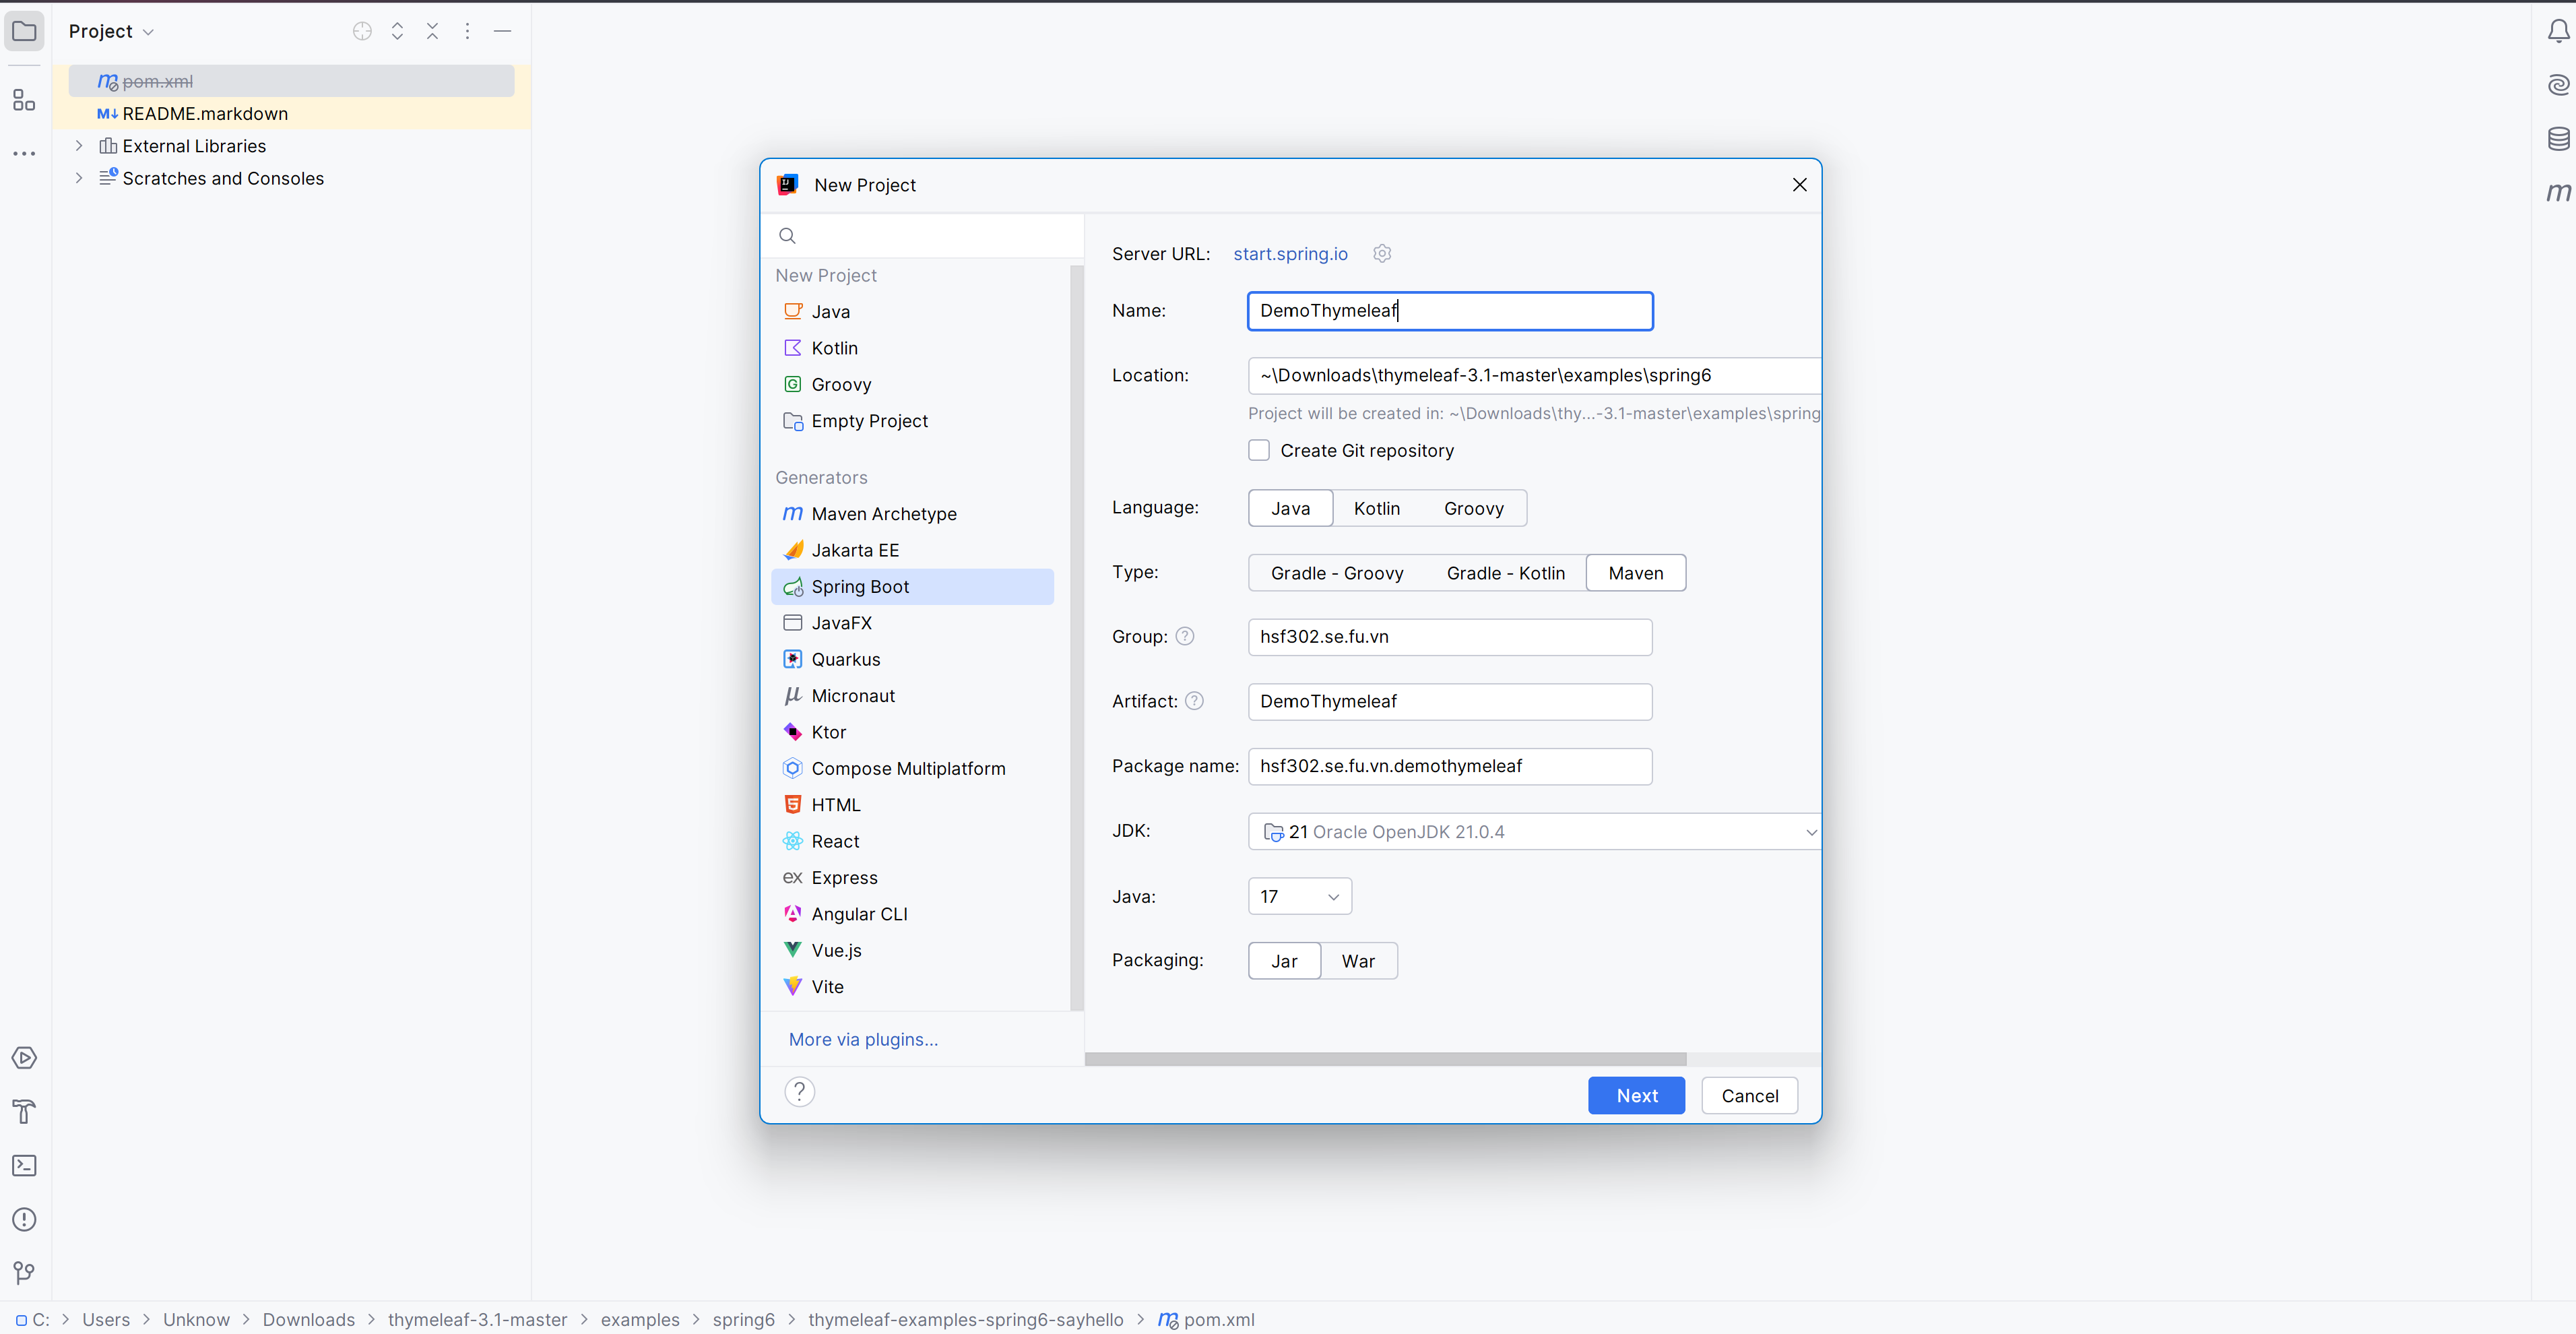 Project
pom.xml
M↓ README.markdown
External Libraries
Scratches and Consoles
New Project
New Project
Java
Kotlin
G Groovy
Empty Project
Generators
m Maven Archetype
Jakarta EE
Spring Boot
JavaFX
Quarkus
μ Micronaut
Ktor
Compose Multiplatform
5 HTML
React
ex Express
Angular CLI
Vue.js
Vite
More via plugins...
Server URL: start.spring.io
Name: DemoThymeleaf
Location: ~\Downloads\thymeleaf-3.1-master\examples\spring6
Project will be created in: ~\Downloads\thy...-3.1-master\examples\spring
Create Git repository
Language: Java Kotlin Groovy
Type: Gradle - Groovy Gradle - Kotlin Maven
Group: ? hsf302.se.fu.vn
Artifact: ? DemoThymeleaf
Package name: hsf302.se.fu.vn.demothymeleaf
JDK: 21 Oracle OpenJDK 21.0.4
Java: 17
Packaging: Jar War
? Next Cancel
C: > Users > Unknow > Downloads > thymeleaf-3.1-master > examples > spring6 > thymeleaf-examples-spring6-sayhello > pom.xml